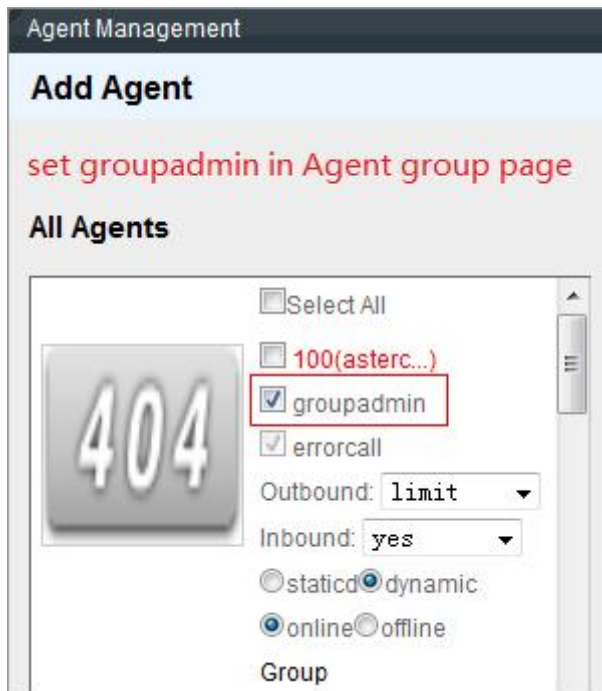 Agent Management
Add Agent
set groupadmin in Agent group page
All Agents
Select All
404
100(asterc...)
groupadmin
errorcall
Outbound: limit
Inbound: yes
staticd dynamic
online offline
Group